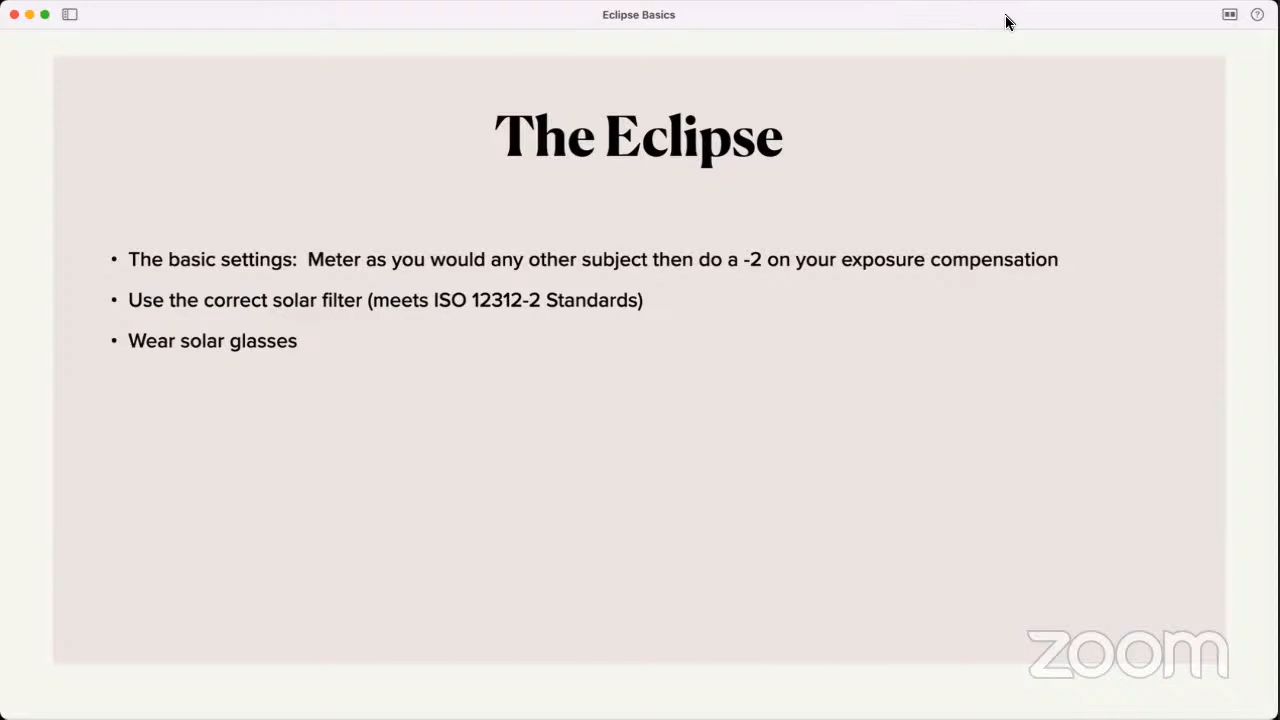 Eclipse Basics
The Eclipse
• The basic settings:  Meter as you would any other subject then do a -2 on your exposure compensation
• Use the correct solar filter (meets ISO 12312-2 Standards)
• Wear solar glasses
zoom